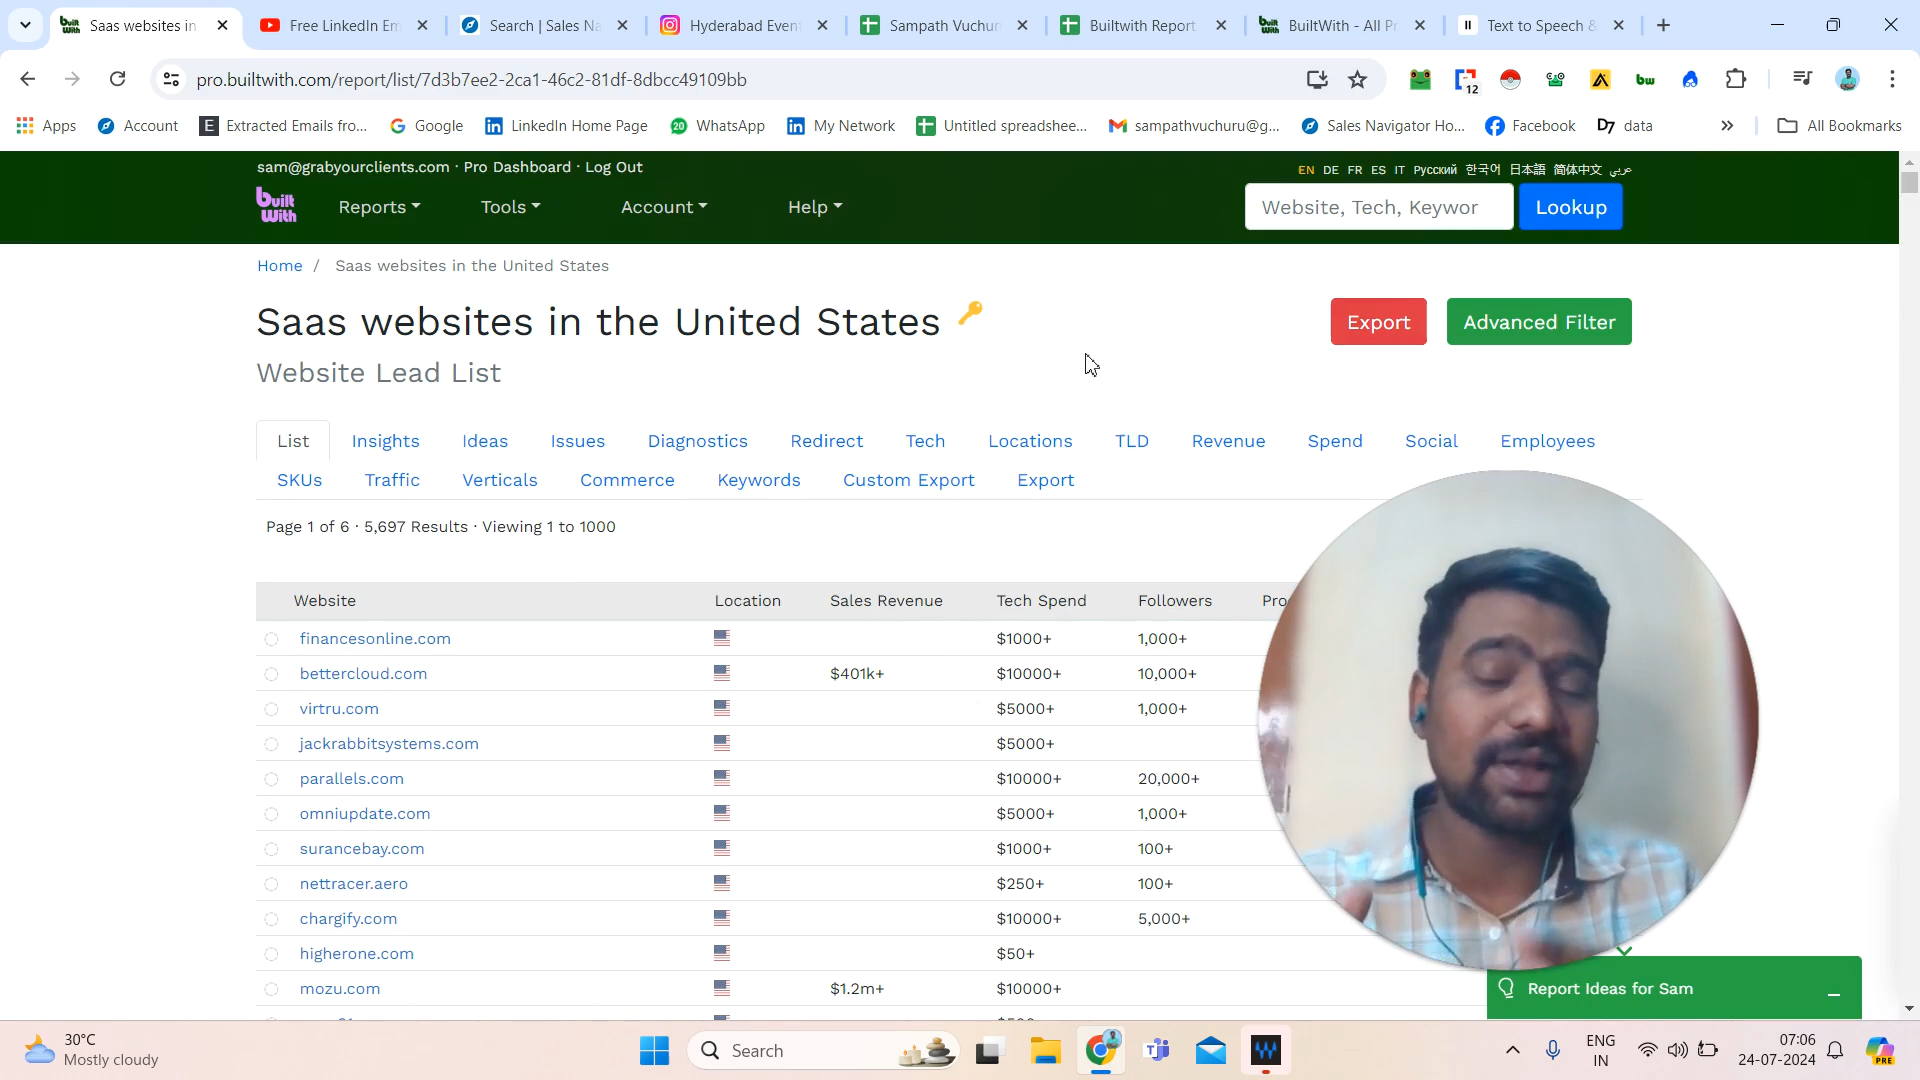 Saas websites in
Free LinkedIn Em
Search | Sales Na
Hyderabad Event
Sampath Vuchur
Builtwith Report
BuiltWith - All Pr
Text to Speech &
pro.builtwith.com/report/list/7d3b7ee2-2ca1-46c2-81df-8dbcc49109bb
12
bw
Apps
Account
Extracted Emails fro...
Google
LinkedIn Home Page
20
WhatsApp
My Network
Untitled spreadshee...
sampathvuchuru@g...
Sales Navigator Ho...
Facebook
D7 data
All Bookmarks
sam@grabyourclients.com · Pro Dashboard · Log Out
EN DE FR ES IT Русский 한국어 日本語 简体中文 عربي
built With
Reports
Tools
Account
Help
Website, Tech, Keywor
Lookup
Home / Saas websites in the United States
Saas websites in the United States
Export
Advanced Filter
Website Lead List
List Insights Ideas Issues Diagnostics Redirect Tech Locations TLD Revenue Spend Social Employees
SKUs Traffic Verticals Commerce Keywords Custom Export Export
Page 1 of 6 · 5,697 Results · Viewing 1 to 1000
Website Location Sales Revenue Tech Spend Followers
financesonline.com $1000+ 1,000+
bettercloud.com $401k+ $10000+ 10,000+
virtru.com $5000+ 1,000+
jackrabbitsystems.com $5000+
parallels.com $10000+ 20,000+
omniupdate.com $5000+ 1,000+
surancebay.com $1000+ 100+
nettracer.aero $250+ 100+
chargify.com $10000+ 5,000+
higherone.com $50+
mozu.com $1.2m+ $10000+
Report Ideas for Sam
30°C
Mostly cloudy
Search
ENG
IN
07:06
24-07-2024
PRE